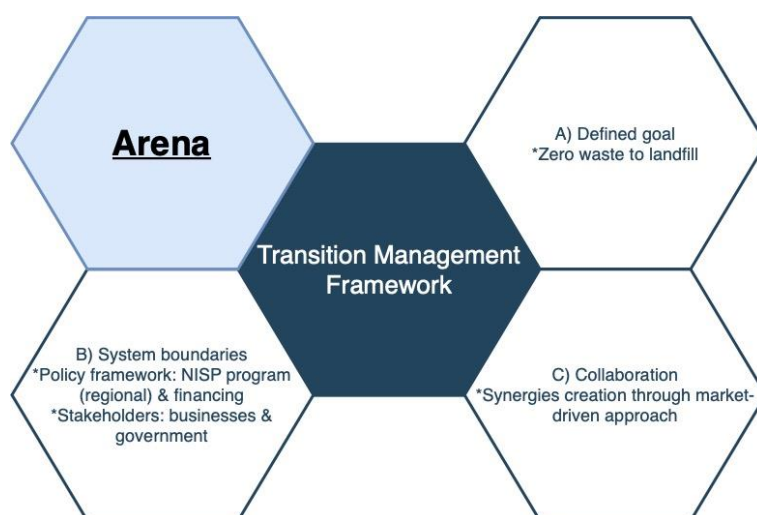 Arena
A) Defined goal
*Zero waste to landfill
Transition Management
Framework
B) System boundaries
*Policy framework: NISP program
(regional) & financing
*Stakeholders: businesses &
government
C) Collaboration
*Synergies creation through market-
driven approach